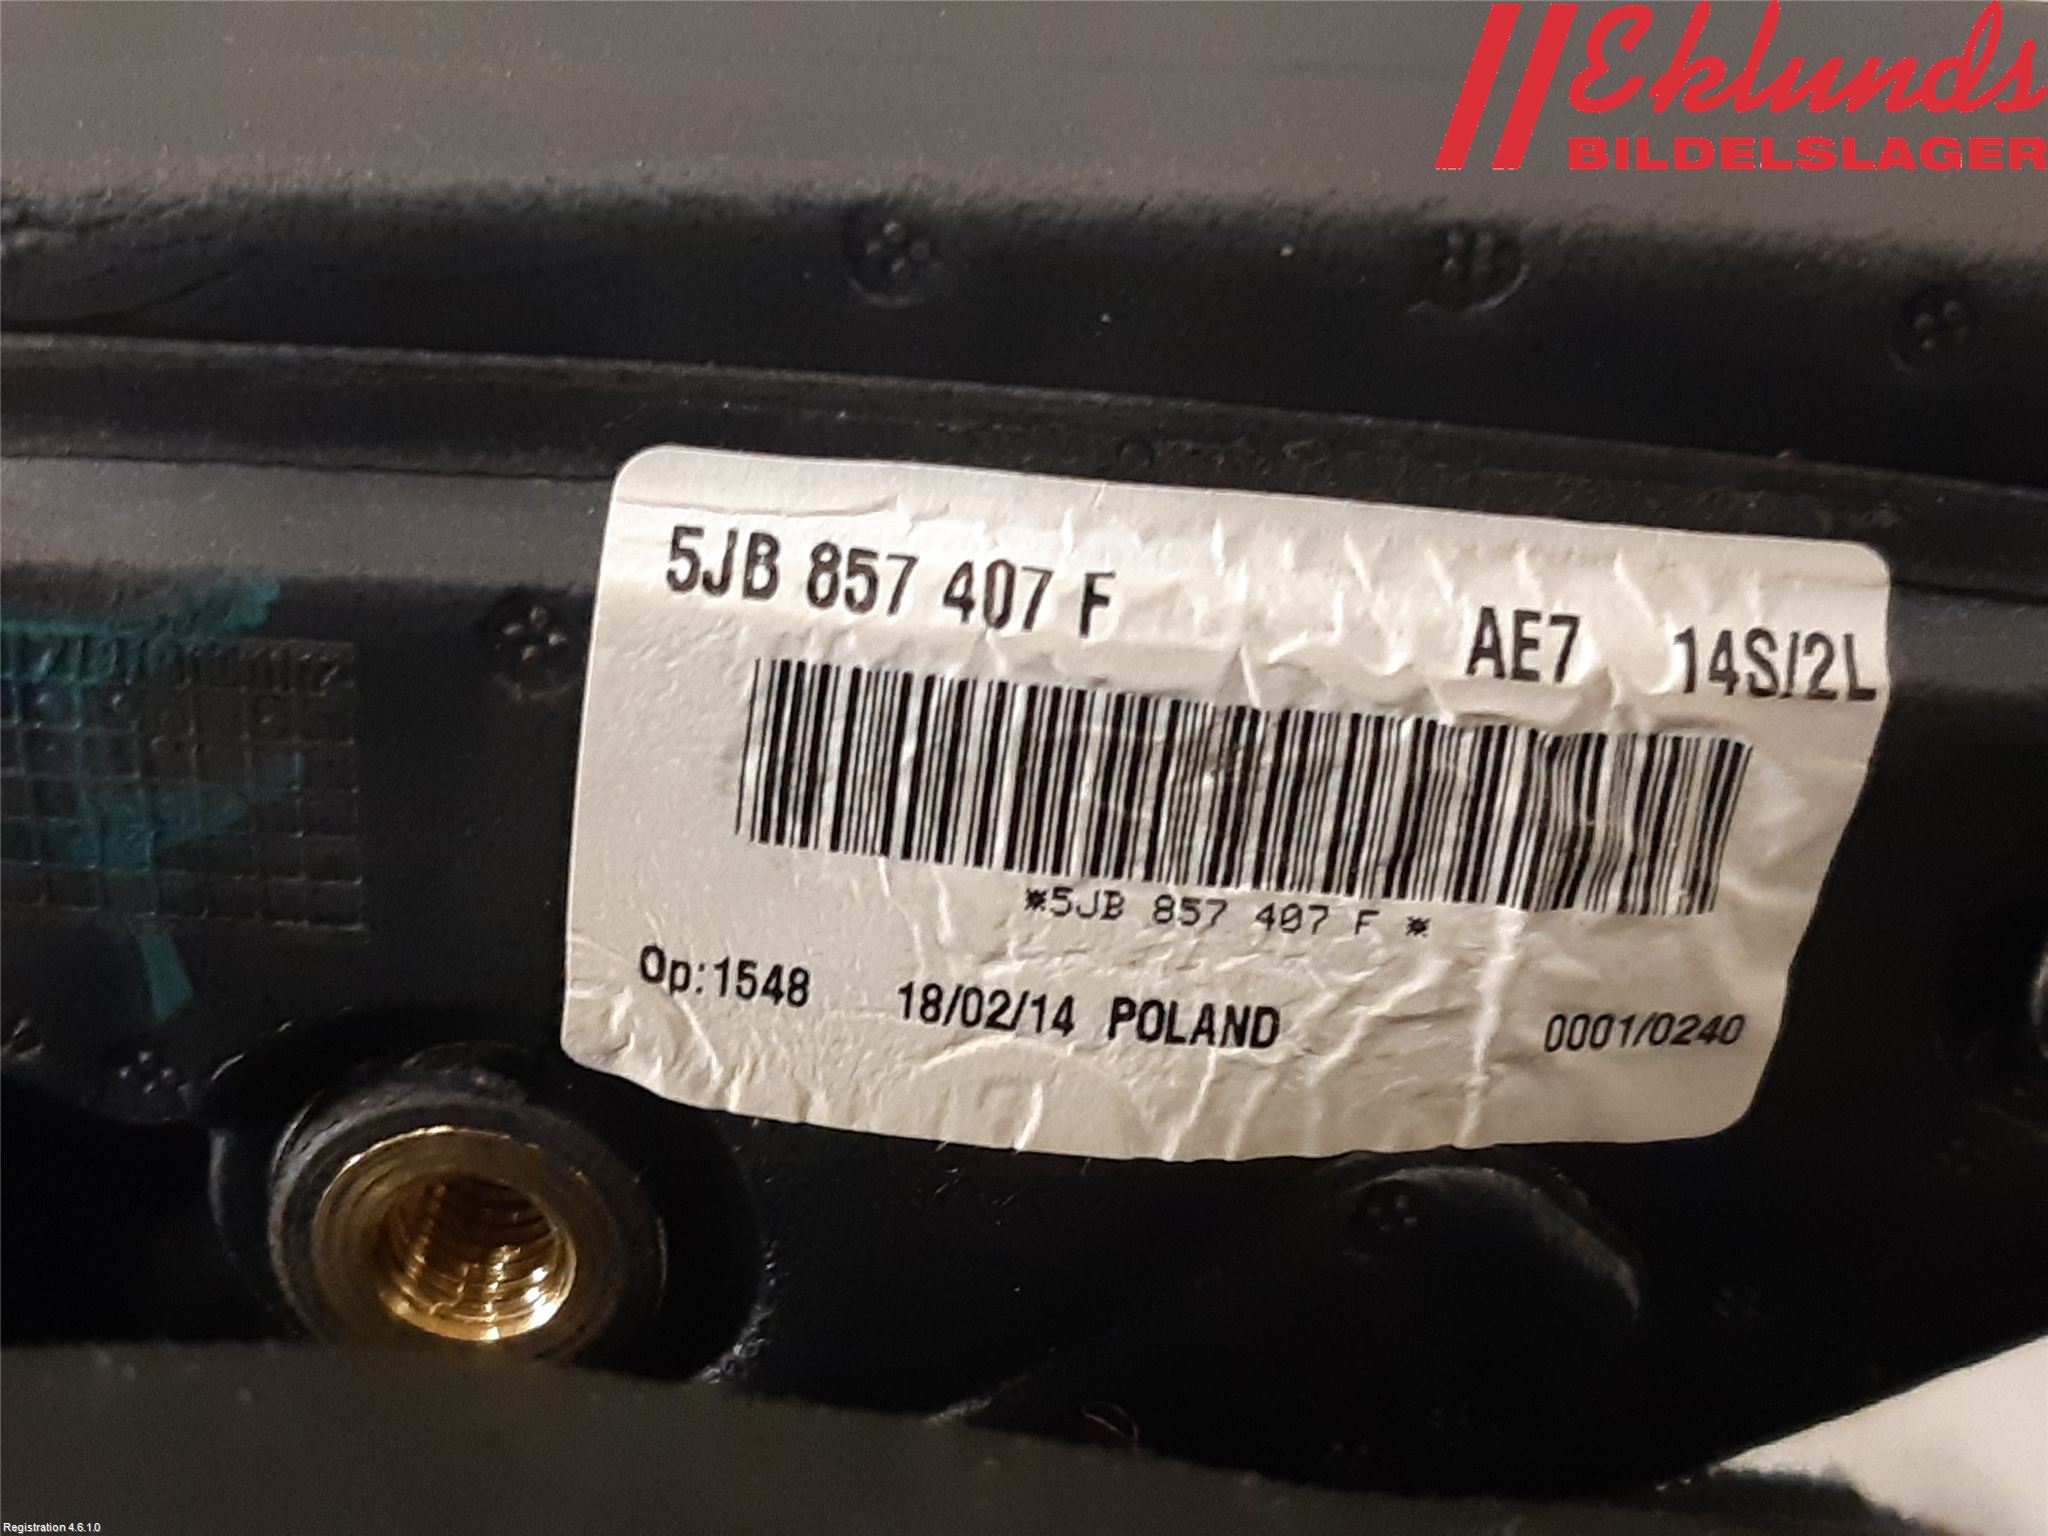 Eklunds
BILDELSLAGER
5JB 857 407 F
AE7 14S/2L
*5JB 857 407 F *
Op:1548 18/02/14 POLAND 0001/0240
Registration 4.6.1.0